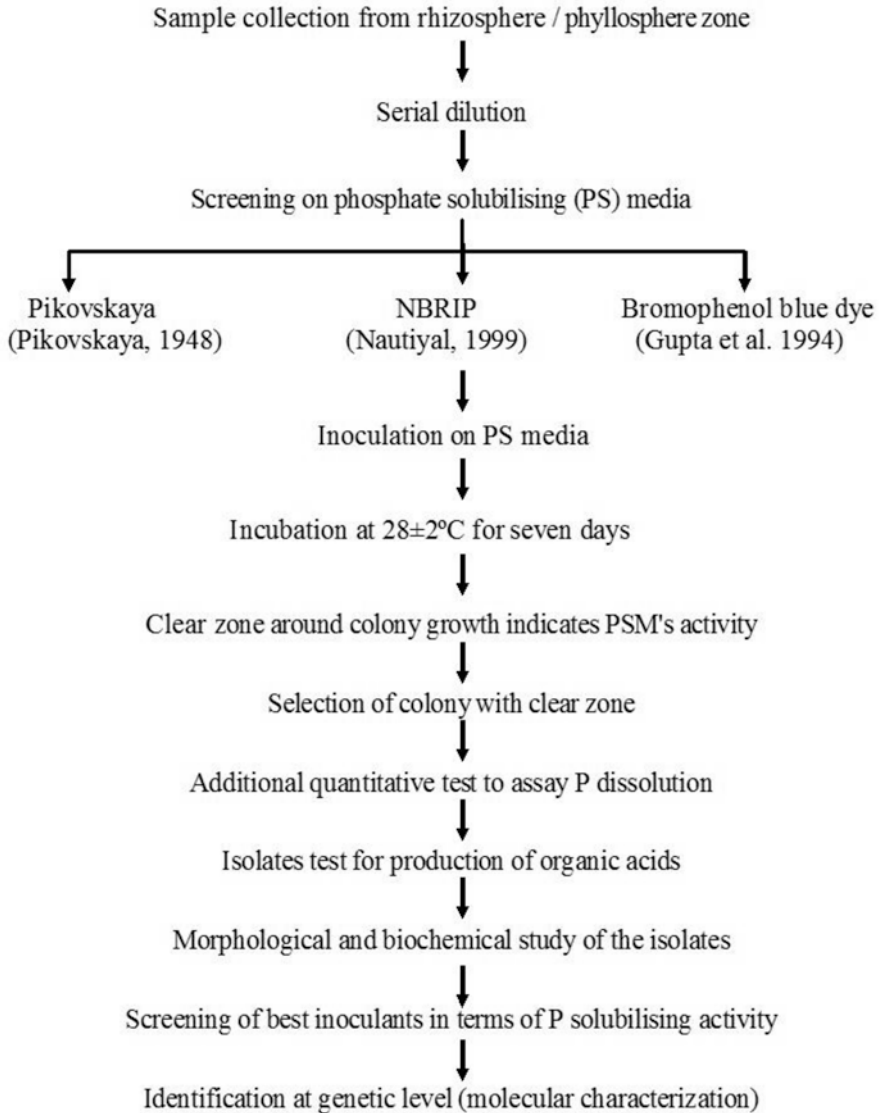 Sample collection from rhizosphere / phyllosphere zone
Serial dilution
Screening on phosphate solubilising (PS) media
Pikovskaya
(Pikovskaya, 1948)
NBRIP
(Nautiyal, 1999)
Bromophenol blue dye
(Gupta et al. 1994)
Inoculation on PS media
Incubation at 28±2ºC for seven days
Clear zone around colony growth indicates PSM's activity
Selection of colony with clear zone
Additional quantitative test to assay P dissolution
Isolates test for production of organic acids
Morphological and biochemical study of the isolates
Screening of best inoculants in terms of P solubilising activity
Identification at genetic level (molecular characterization)